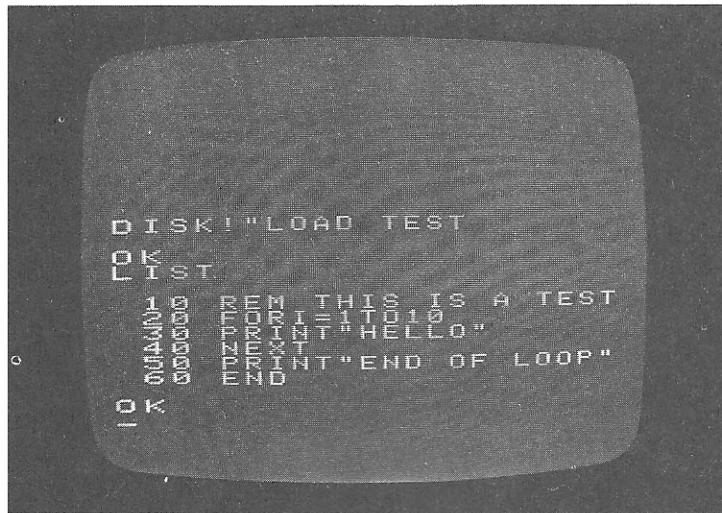 DISK!"LOAD TEST
OK
LIST
10 REM THIS IS A TEST
20 FORI=1TO10
30 PRINT"HELLO"
40 NEXT
50 PRINT"END OF LOOP"
60 END
OK